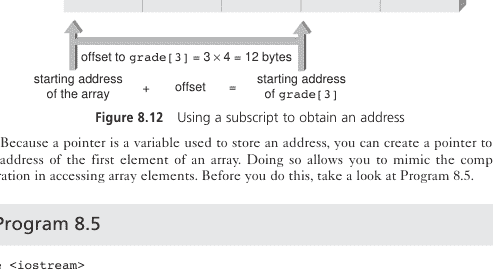 offset to grade[3] = 3 × 4 = 12 bytes
starting address of the array + offset = starting address of grade[3]
Figure 8.12 Using a subscript to obtain an address
Because a pointer is a variable used to store an address, you can create a pointer to
address of the first element of an array. Doing so allows you to mimic the
in accessing array elements. Before you do this, take a look at Program 8.5.
Program 8.5
<iostream>